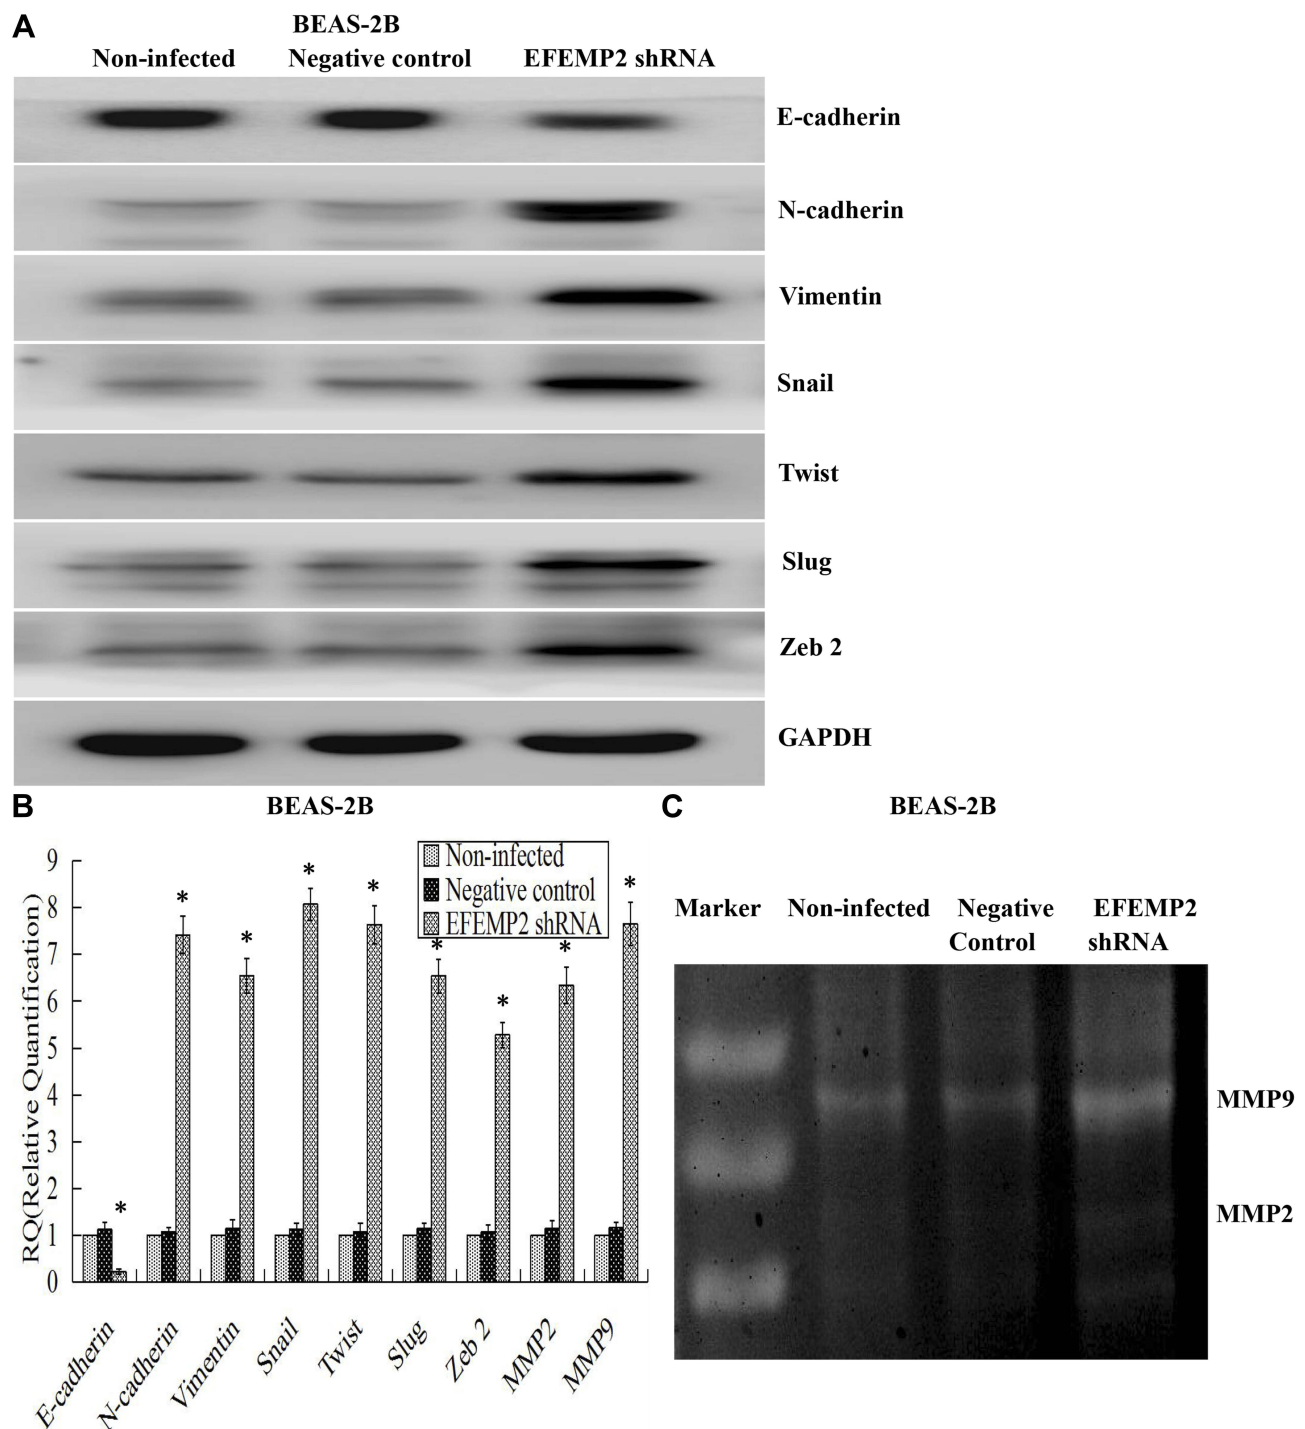 A
BEAS-2B
Non-infected Negative control EFEMP2 shRNA
E-cadherin
N-cadherin
Vimentin
Snail
Twist
Slug
Zeb 2
GAPDH
B
BEAS-2B
RQ(Relative Quantification)
9
8
7
6
5
4
3
2
1
0
Non-infected
Negative control
EFEMP2 shRNA
* * * * * * * * *
E-cadherin
N-cadherin
Vimentin
Snail
Twist
Slug
Zeb 2
MMP2
MMP9
C
BEAS-2B
Marker Non-infected Negative EFEMP2
Control shRNA
MMP9
MMP2